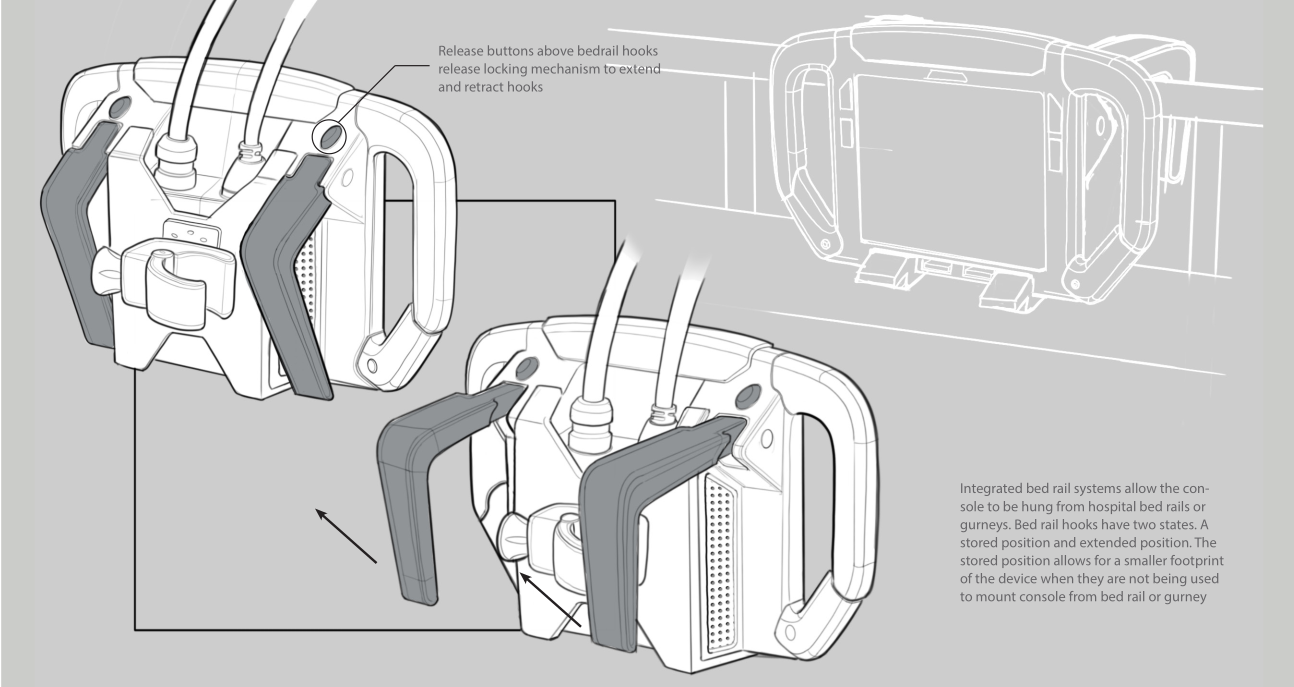 Release buttons above bedrail hooks
release locking mechanism to extend
and retract hooks
Integrated bed rail systems allow the con-
sole to be hung from hospital bed rails or
gurneys. Bed rail hooks have two states. A
stored position and extended position. The
stored position allows for a smaller footprint
of the device when they are not being used
to mount console from bed rail or gurney